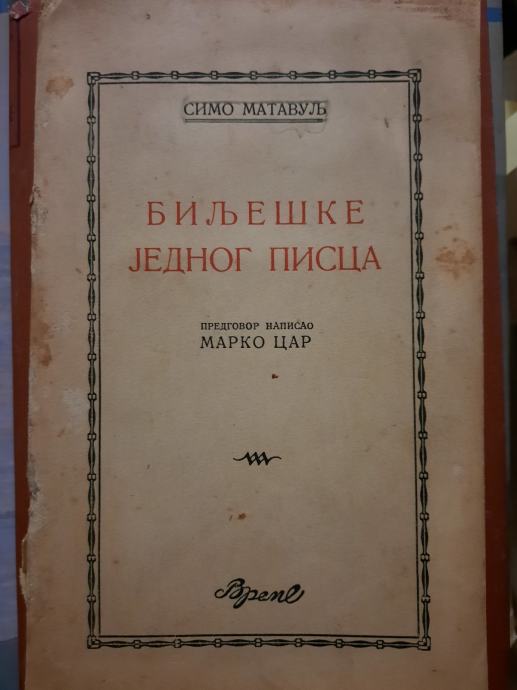 СИМО МАТАВУЉ
БИЉЕШКЕ
ЈЕДНОГ ПИСЦА
ПРЕДГОВОР НАПИСАО
МАРКО ЦАР
Време